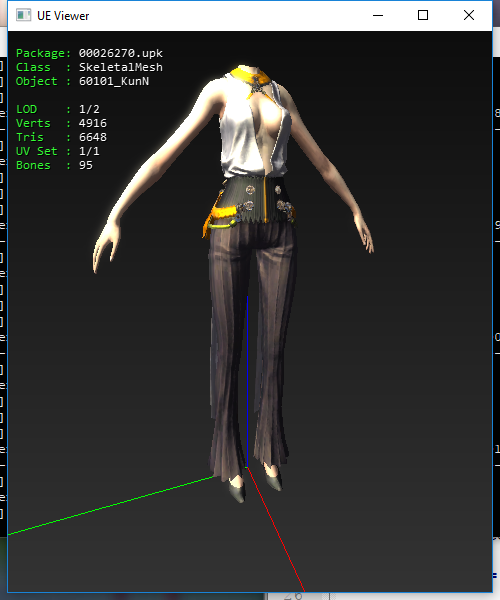 UE Viewer
Package: 00026270.upk
Class : SkeletalMesh
Object : 60101_KunN
LOD : 1/2
Verts : 4916
Tris : 6648
UV Set : 1/1
Bones : 95